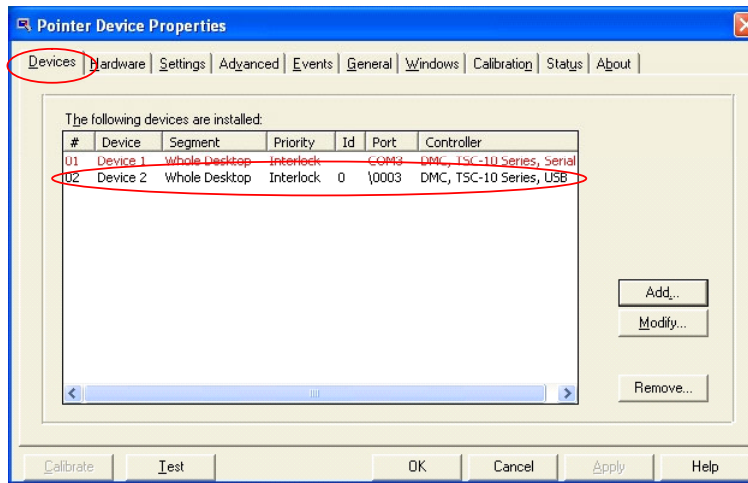 Pointer Device Properties
Devices Hardware Settings Advanced Events General Windows Calibration Status About
The following devices are installed:
# Device Segment Priority Id Port Controller
01 Device 1 Whole Desktop Interlock COM3 DMC, TSC-10 Series, Serial
02 Device 2 Whole Desktop Interlock 0 \0003 DMC, TSC-10 Series, USB
Add...
Modify...
Remove...
Calibrate Test OK Cancel Apply Help